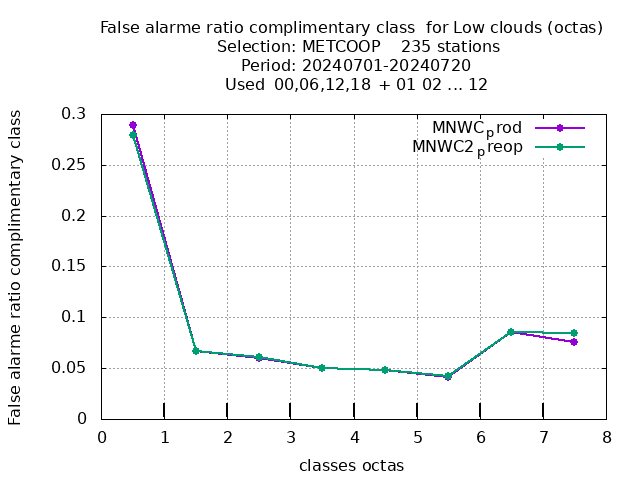 False alarme ratio complimentary class  for Low clouds (octas)
Selection: METCOOP    235 stations
Period: 20240701-20240720
Used  00,06,12,18 + 01 02 ... 12
False alarme ratio complimentary class
0.3
0.25
0.2
0.15
0.1
0.05
0
MNWC_prod
MNWC2_preop
0 1 2 3 4 5 6 7 8
classes octas